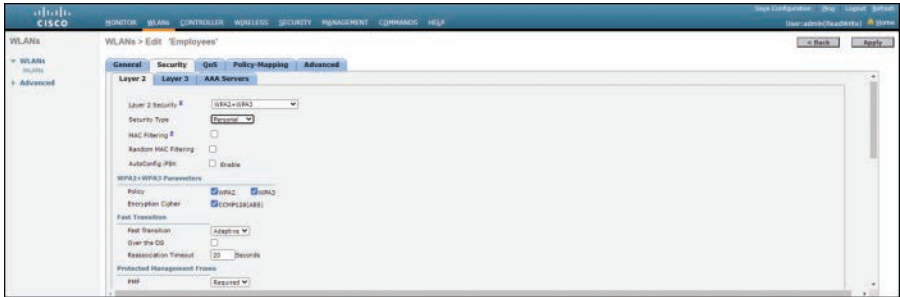 Save Configuration Ping Logout Refresh
CISCO
MONITOR WLANs CONTROLLER WIRELESS SECURITY MANAGEMENT COMMANDS HELP
User:admin(ReadWrite) Home
WLANs
WLANs > Edit 'Employees'
< Back
Apply
WLANs
WLANs
Advanced
General Security QoS Policy-Mapping Advanced
Layer 2 Layer 3 AAA Servers
Layer 2 Security WPA2+WPA3
Security Type Personal
MAC Filtering
Random MAC Filtering
AutoConfig iPSK Enable
WPA2+WPA3 Parameters
Policy WPA2 WPA3
Encryption Cipher CCMP128(AES)
Fast Transition
Fast Transition Adaptive
Over the DS
Reassociation Timeout 20 Seconds
Protected Management Frame
PMF Required